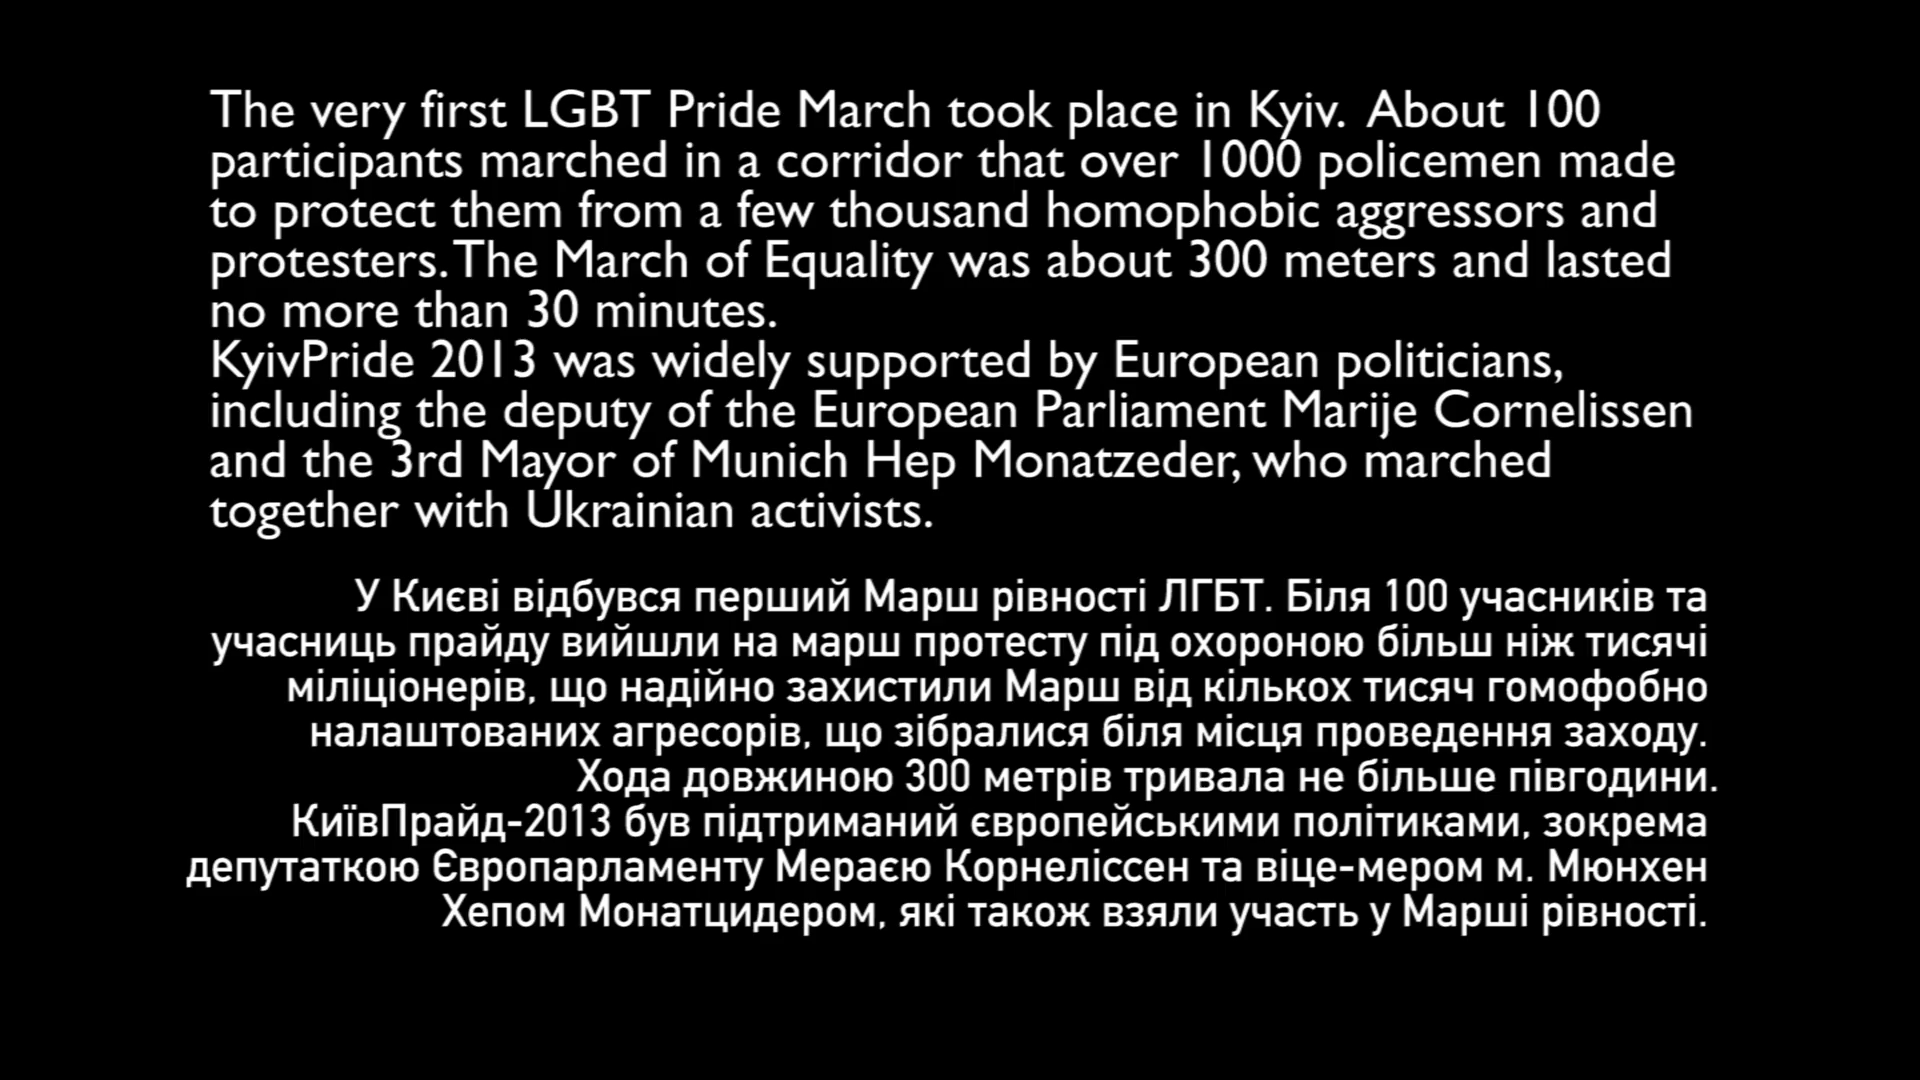 The very first LGBT Pride March took place in Kyiv. About 100
participants marched in a corridor that over 1000 policemen made
to protect them from a few thousand homophobic aggressors and
protesters. The March of Equality was about 300 meters and lasted
no more than 30 minutes.
KyivPride 2013 was widely supported by European politicians,
including the deputy of the European Parliament Marije Cornelissen
and the 3rd Mayor of Munich Hep Monatzeder, who marched
together with Ukrainian activists.
У Києві відбувся перший Марш рівності ЛГБТ. Біля 100 учасників та
учасниць прайду вийшли на марш протесту під охороною більш ніж тисячі
міліціонерів, що надійно захистили Марш від кількох тисяч гомофобно
налаштованих агресорів, що зібралися біля місця проведення заходу.
Хода довжиною 300 метрів тривала не більше півгодини.
КиївПрайд-2013 був підтриманий європейськими політиками, зокрема
депутаткою Європарламенту Мераєю Корнеліссен та віце-мером м. Мюнхен
Хепом Монатцидером, які також взяли участь у Марші рівності.